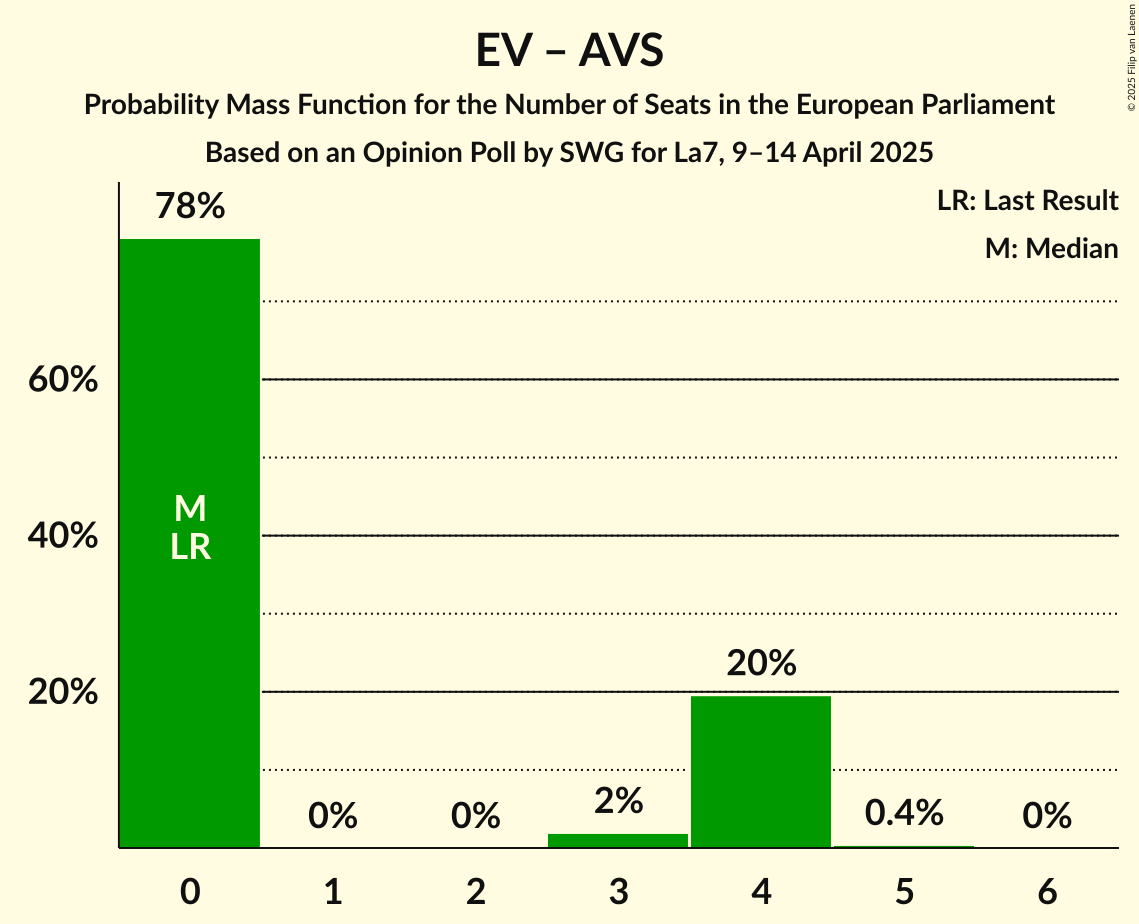 EV – AVS
Probability Mass Function for the Number of Seats in the European Parliament
Based on an Opinion Poll by SWG for La7, 9–14 April 2025
© 2025 Filip van Laenen
LR: Last Result
M: Median
78%
60%
40%
20%
M
LR
0%
0%
2%
20%
0.4%
0%
0
1
2
3
4
5
6